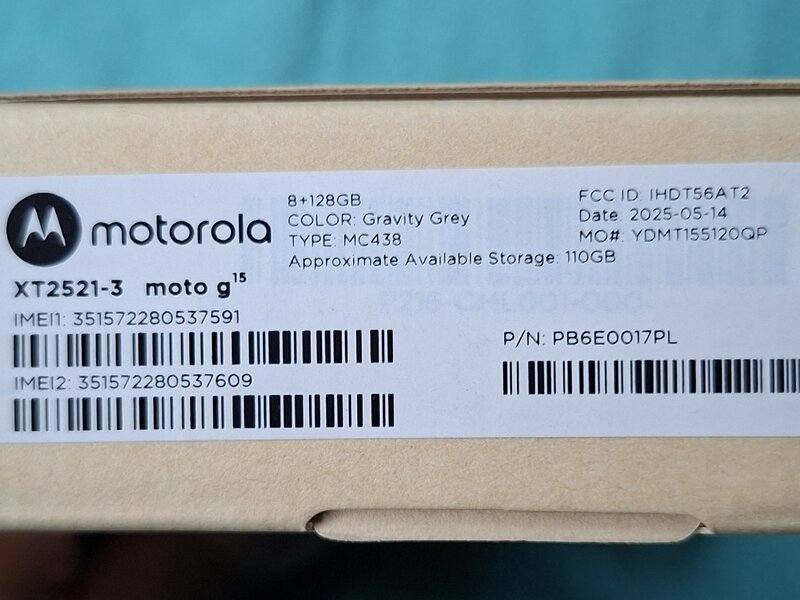 motorola
8+128GB
COLOR: Gravity Grey
TYPE: MC438
Approximate Available Storage: 110GB
FCC ID: IHDT56AT2
Date: 2025-05-14
MO#: YDMT155120QP
XT2521-3 moto g15
IMEI1: 351572280537591
IMEI2: 351572280537609
P/N: PB6E0017PL